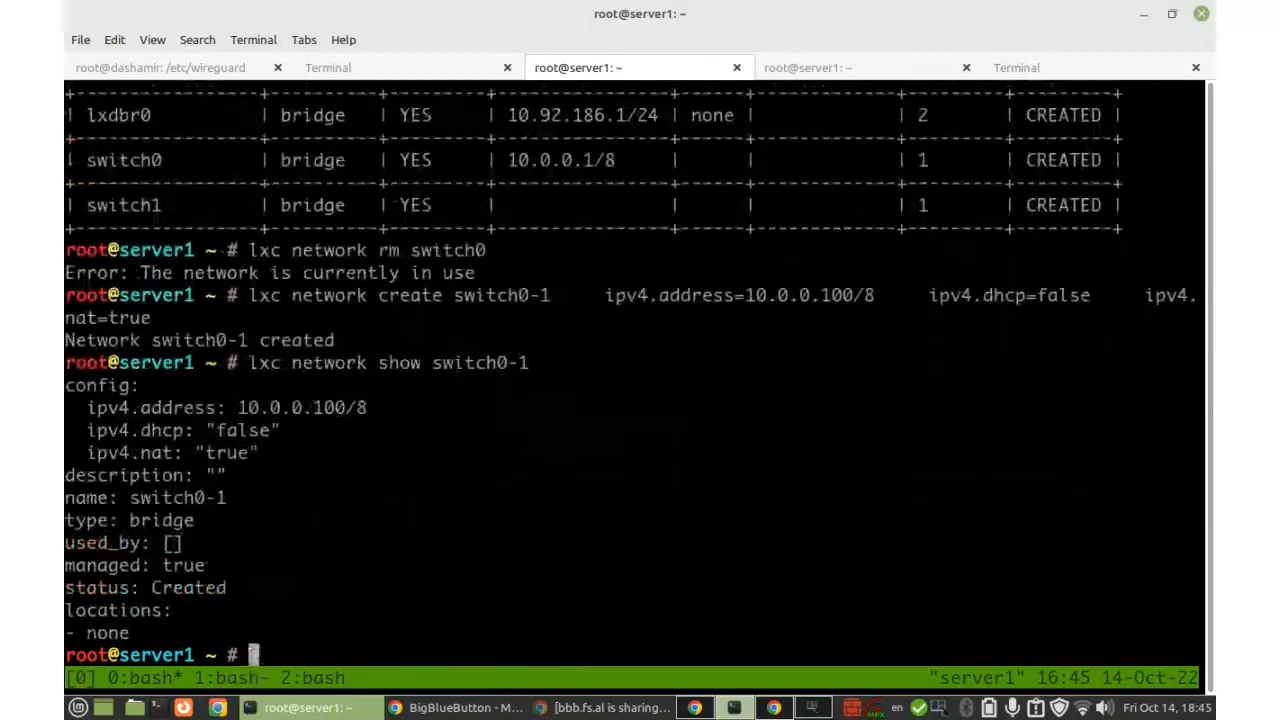 root@server1: ~
File Edit View Search Terminal Tabs Help
root@dashamir: /etc/wireguard × Terminal × root@server1: ~ × root@server1: ~ × Terminal ×
+----------------+----------+---------+----------------+------+-------------+---------+---------+
| lxdbr0 | bridge | YES | 10.92.186.1/24 | none | | 2 | CREATED |
+----------------+----------+---------+----------------+------+-------------+---------+---------+
| switch0 | bridge | YES | 10.0.0.1/8 | | | 1 | CREATED |
+----------------+----------+---------+----------------+------+-------------+---------+---------+
| switch1 | bridge | YES | | | | 1 | CREATED |
+----------------+----------+---------+----------------+------+-------------+---------+---------+
root@server1 ~ # lxc network rm switch0
Error: The network is currently in use
root@server1 ~ # lxc network create switch0-1 ipv4.address=10.0.0.100/8 ipv4.dhcp=false ipv4.
nat=true
Network switch0-1 created
root@server1 ~ # lxc network show switch0-1
config:
  ipv4.address: 10.0.0.100/8
  ipv4.dhcp: "false"
  ipv4.nat: "true"
description: ""
name: switch0-1
type: bridge
used_by: []
managed: true
status: Created
locations:
- none
root@server1 ~ #
[0] 0:bash* 1:bash- 2:bash "server1" 16:45 14-Oct-22
root@server1: ~ BigBlueButton - M... [bbb.fs.al is sharing... en Fri Oct 14, 18:45